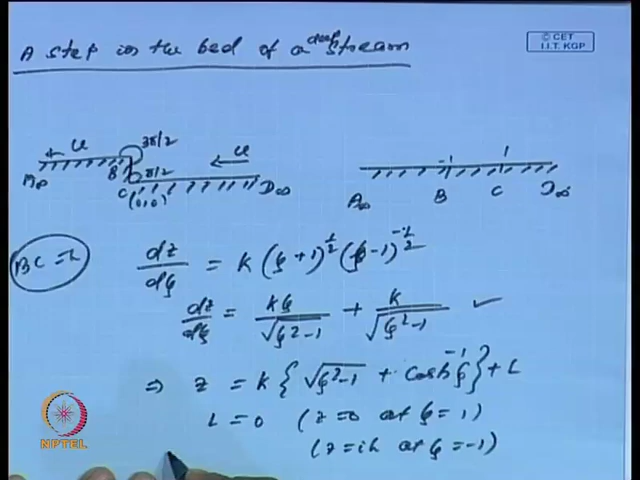 A step in the bed of a deep stream
© CET
I.I.T. KGP
U 3π/2 U
A∞ B π/2 C (0,0) D∞
-1 1
A∞ B C D∞
BC = h
dz/dζ = K (ζ+1)^{1/2} (ζ-1)^{-1/2}
dz/dζ = Kζ/√(ζ²-1) + K/√(ζ²-1) ✓
⇒ z = K{√(ζ²-1) + cosh⁻¹ζ} + L
L = 0 (z=0 at ζ = 1)
(z = ih at ζ = -1)
NPTEL